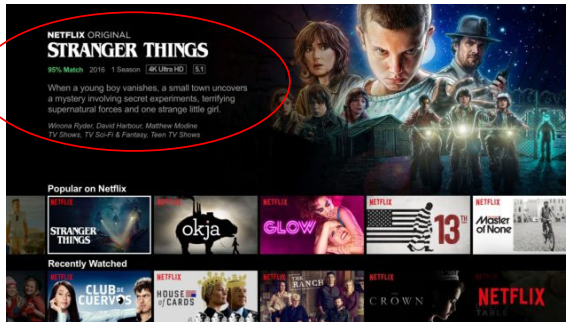 NETFLIX ORIGINAL
STRANGER THINGS
95% Match 2016 1 Season 4K Ultra HD 5.1
When a young boy vanishes, a small town uncovers
a mystery involving secret experiments, terrifying
supernatural forces and one strange little girl.
Winona Ryder, David Harbour, Matthew Modine
TV Shows, TV Sci-Fi & Fantasy, Teen TV Shows
Popular on Netflix
NETFLIX
STRANGER
THINGS
okja
NETFLIX
GLOW
NETFLIX
13TH
NETFLIX
Master
of None
Recently Watched
NETFLIX
CLUB DE
CUERVOS
NETFLIX
HOUSE of CARDS
NETFLIX
THE
RANCH
NETFLIX
CROWN
NETFLIX